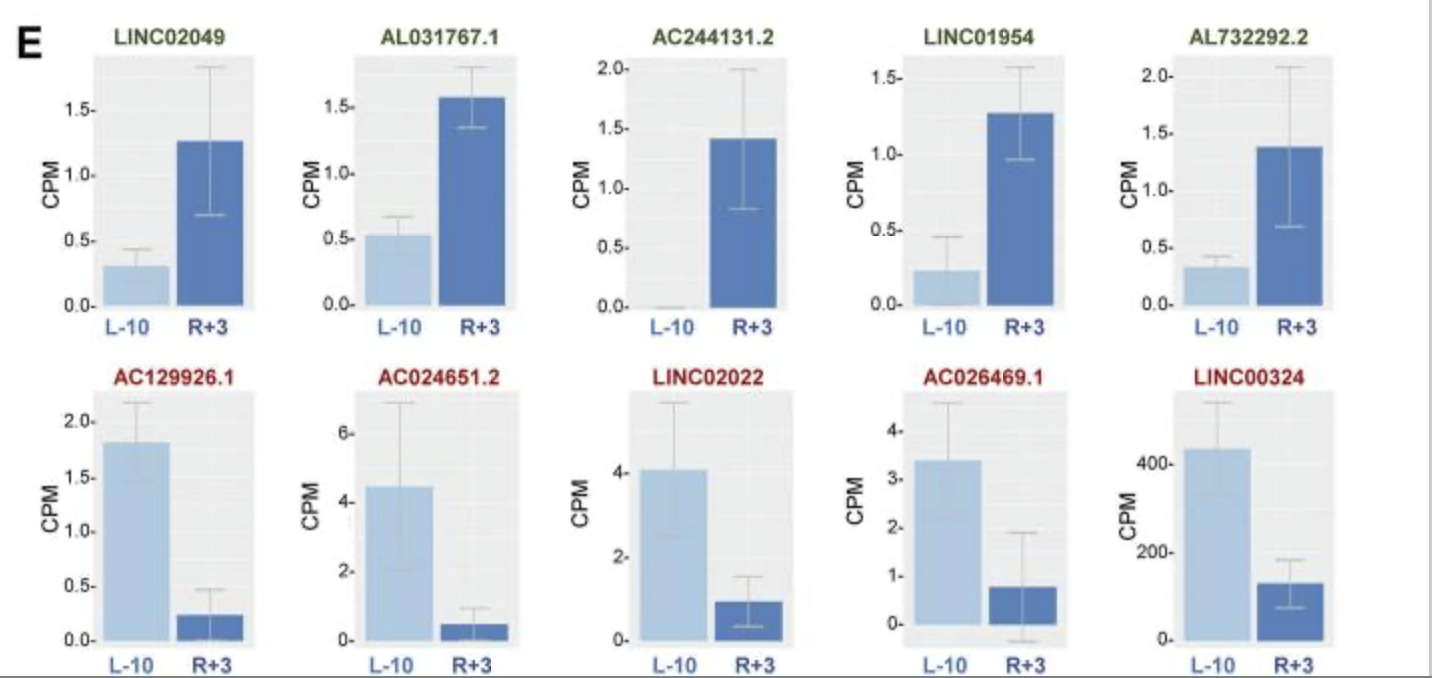 E
LINC02049 AL031767.1 AC244131.2 LINC01954 AL732292.2
CPM 1.5 1.0 0.5 0.0
CPM 1.5 1.0 0.5 0.0
CPM 2.0 1.5 1.0 0.5 0.0
CPM 1.5 1.0 0.5 0.0
CPM 2.0 1.5 1.0 0.5 0.0
L-10 R+3 L-10 R+3 L-10 R+3 L-10 R+3 L-10 R+3
AC129926.1 AC024651.2 LINC02022 AC026469.1 LINC00324
CPM 2.0 1.5 1.0 0.5 0.0
CPM 6 4 2 0
CPM 4 2 0
CPM 4 3 2 1 0
CPM 400 200 0
L-10 R+3 L-10 R+3 L-10 R+3 L-10 R+3 L-10 R+3